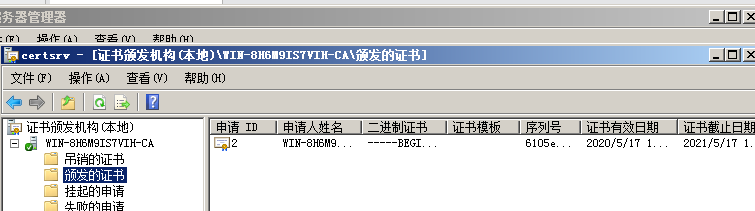 务器管理器
查看(V) 帮助(H)
certsrv - [证书颁发机构(本地)\WIN-8H6M9IS7VIH-CA\颁发的证书]
文件(F) 操作(A) 查看(V) 帮助(H)
证书颁发机构(本地)
WIN-8H6M9IS7VIH-CA
吊销的证书
颁发的证书
挂起的申请
失败的申请
申请 ID 申请人姓名 二进制证书 证书模板 序列号 证书有效日期 证书截止日期
2 WIN-8H6M9... -----BEGI... 6105e... 2020/5/17 1... 2021/5/17 1...